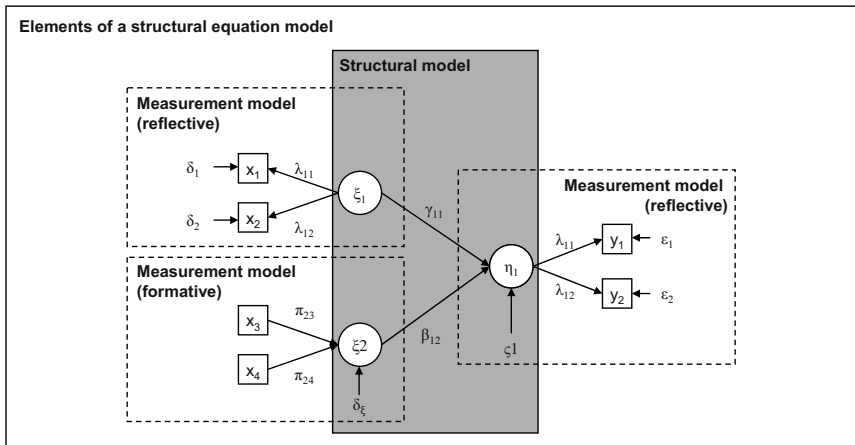 Elements of a structural equation model
Structural model
Measurement model
(reflective)
δ1
x1
λ11
ξ1
δ2
x2
λ12
γ11
Measurement model
(reflective)
λ11
y1
ε1
η1
λ12
y2
ε2
ς1
Measurement model
(formative)
x3
π23
ξ2
β12
x4
π24
δξ